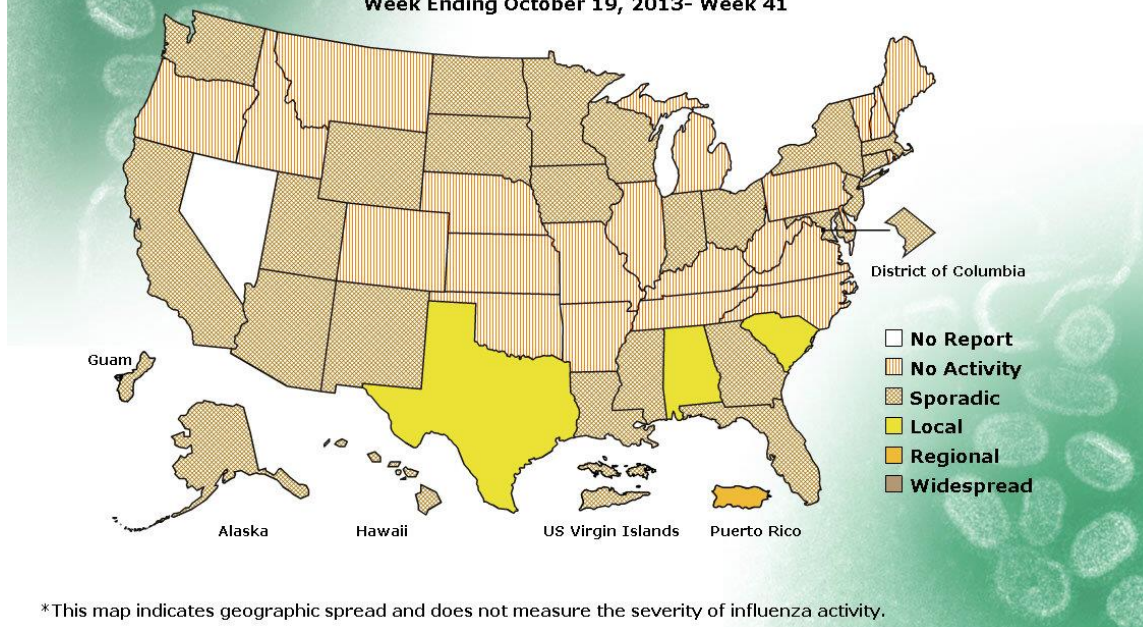 Week Ending October 19, 2013- Week 41
District of Columbia
No Report
Guam
No Activity
Sporadic
Local
Regional
Widespread
Alaska
Hawaii
US Virgin Islands
Puerto Rico
*This map indicates geographic spread and does not measure the severity of influenza activity.